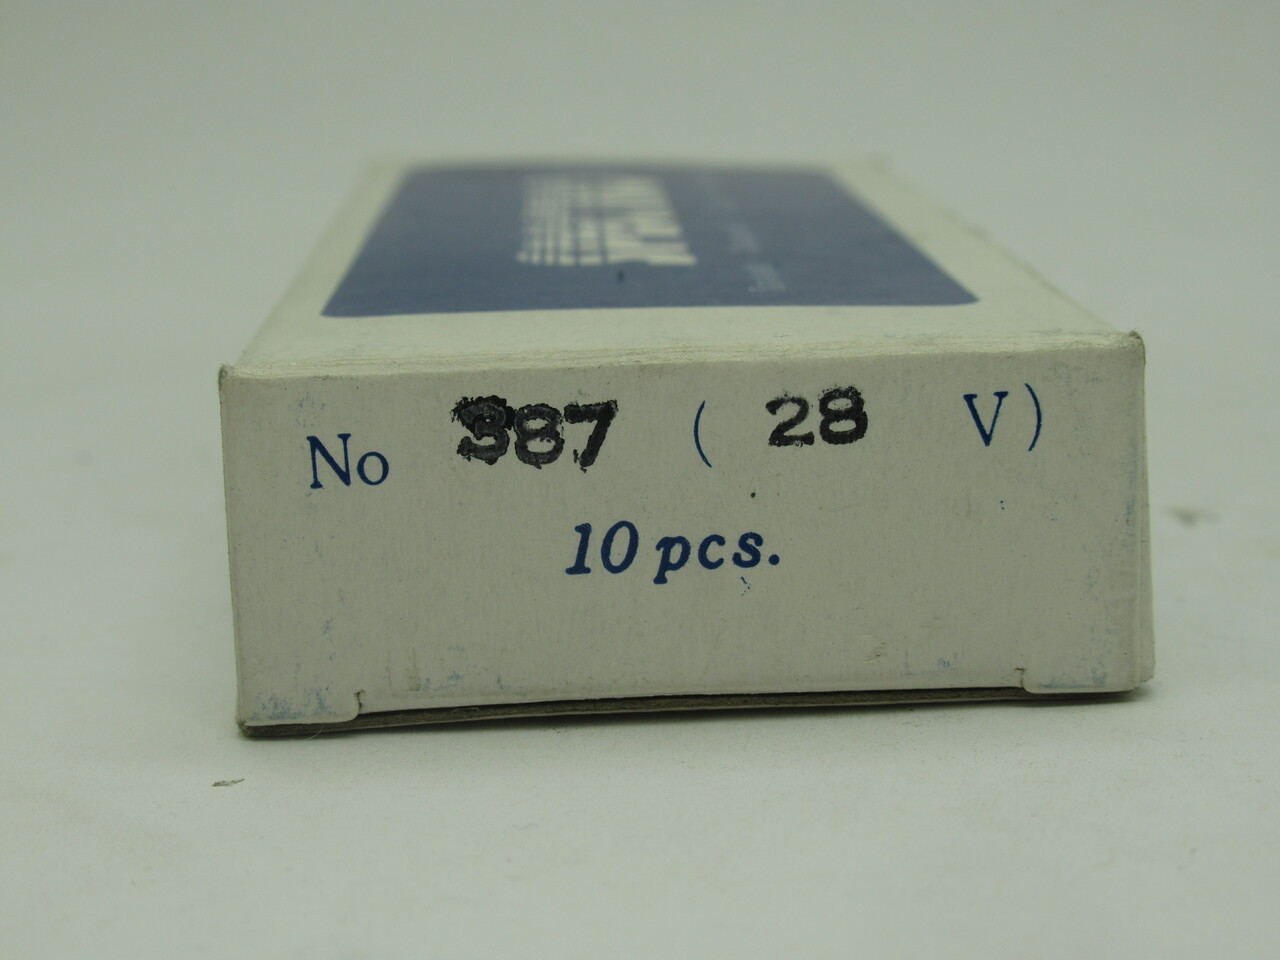 No 387 ( 28 V)
10 pcs.